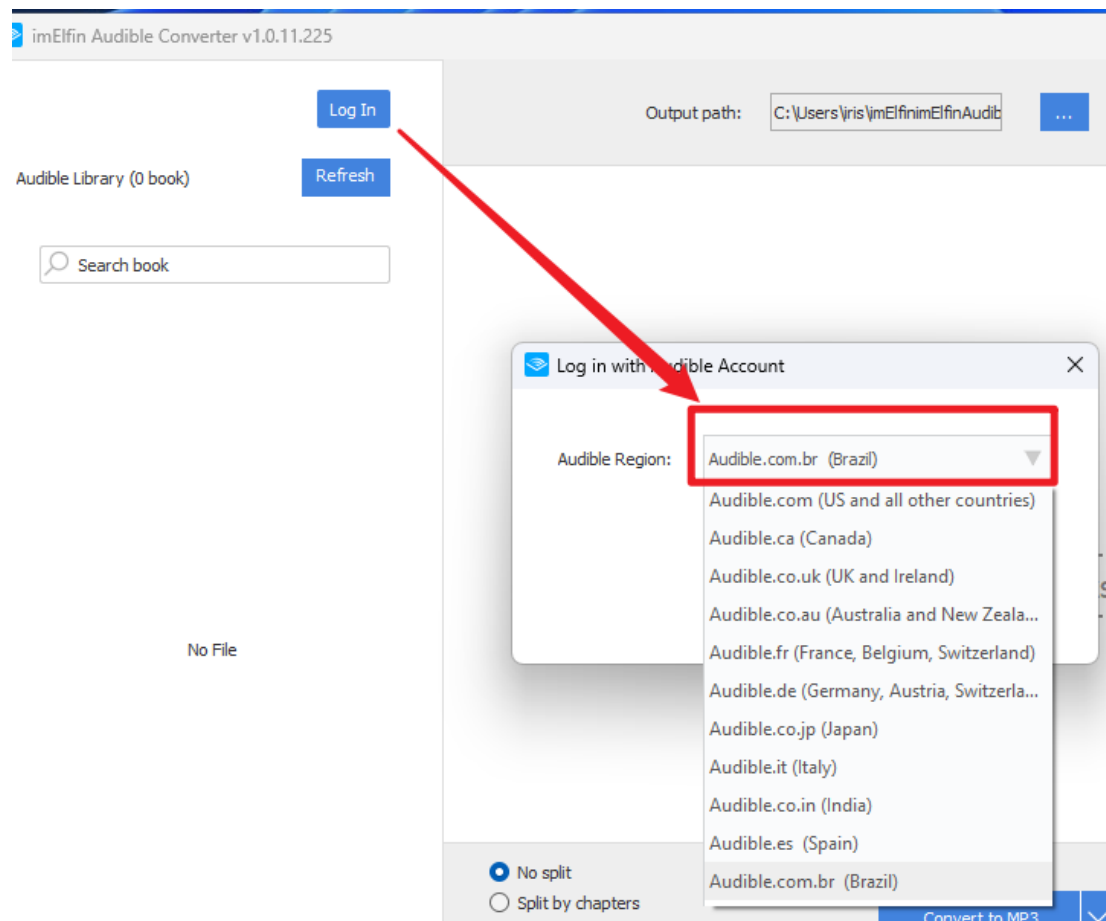 imElfin Audible Converter v1.0.11.225
Log In
Output path:
C:\Users\iris\imElfinimElfinAudib
...
Audible Library (0 book)
Refresh
Search book
No File
Log in with Audible Account
Audible Region:
Audible.com.br (Brazil)
Audible.com (US and all other countries)
Audible.ca (Canada)
Audible.co.uk (UK and Ireland)
Audible.co.au (Australia and New Zeala...
Audible.fr (France, Belgium, Switzerland)
Audible.de (Germany, Austria, Switzerla...
Audible.co.jp (Japan)
Audible.it (Italy)
Audible.co.in (India)
Audible.es (Spain)
Audible.com.br (Brazil)
No split
Split by chapters
Convert to MP3